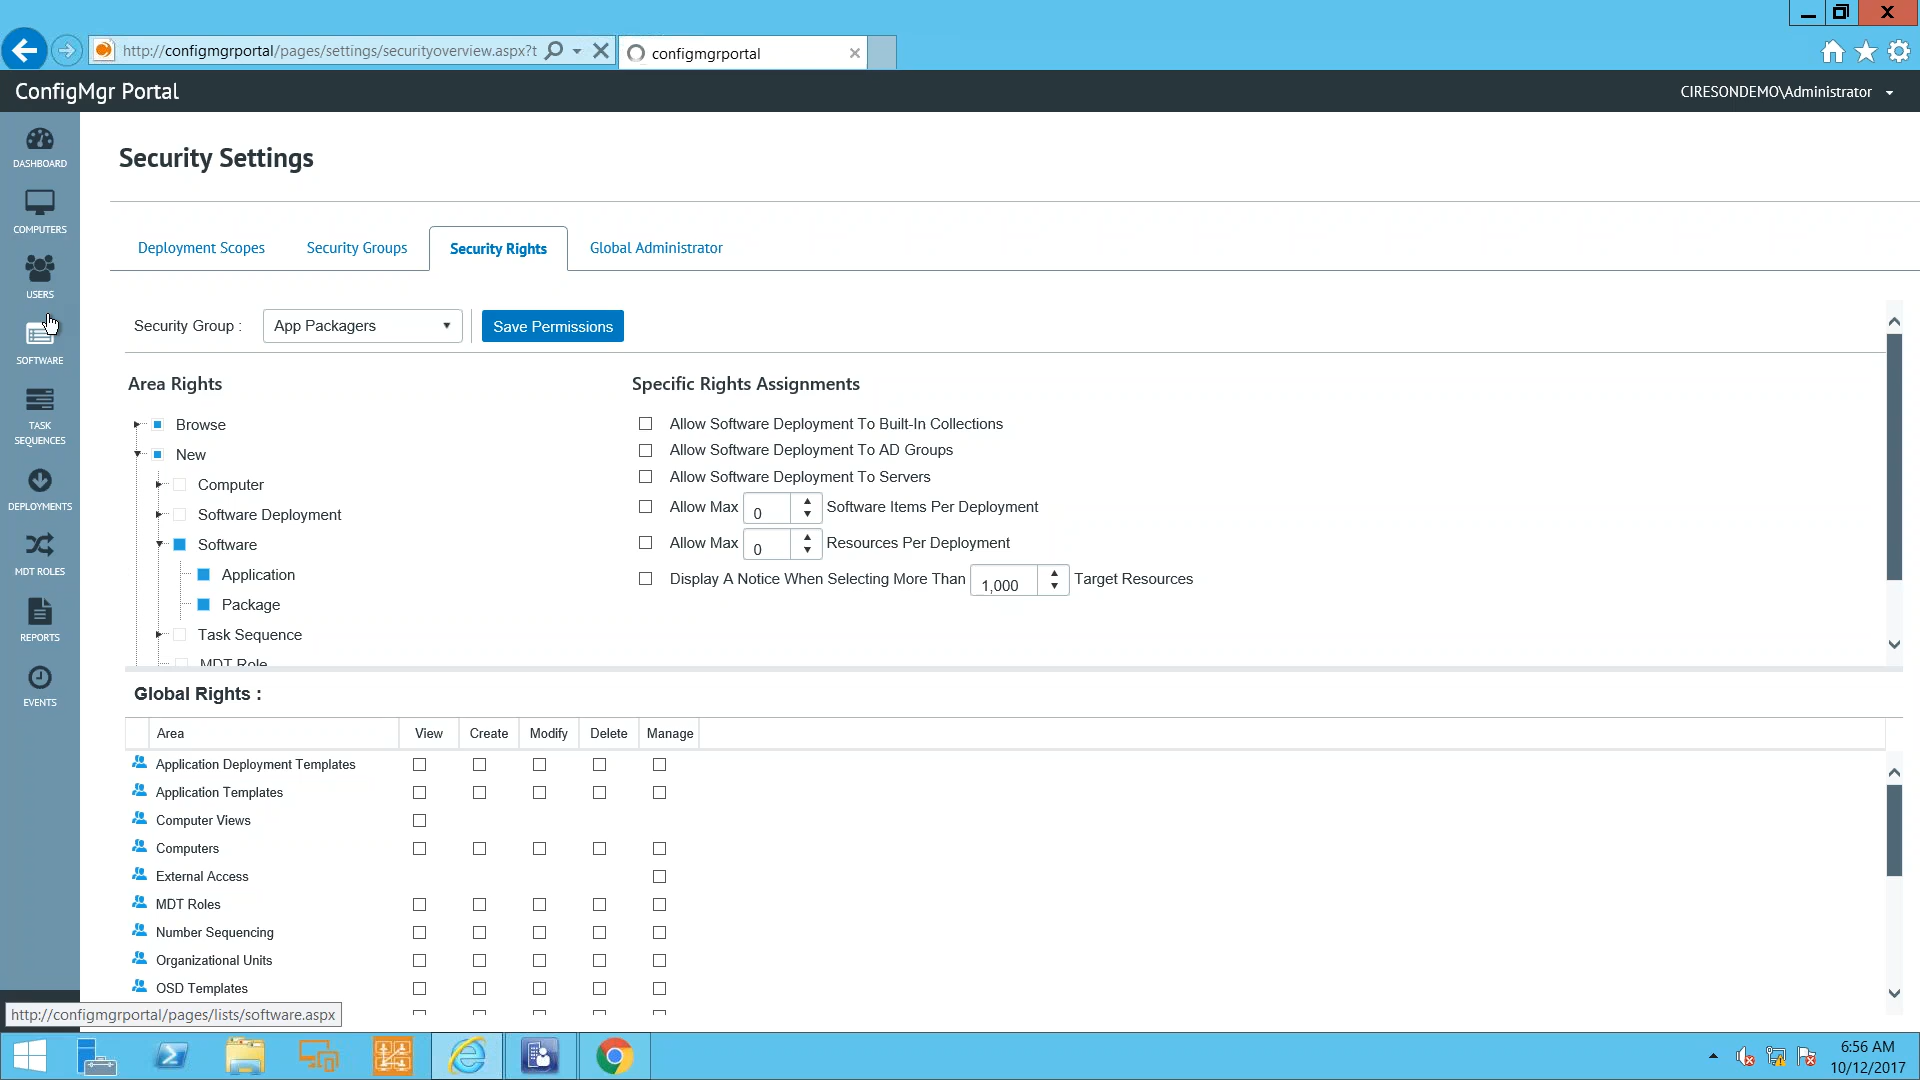 http://configmgrportal/pages/settings/securityoverview.aspx?t
configmgrportal
ConfigMgr Portal
CIRESONDEMO\Administrator
DASHBOARD
COMPUTERS
USERS
SOFTWARE
TASK
SEQUENCES
DEPLOYMENTS
MDT ROLES
REPORTS
EVENTS
Security Settings
Deployment Scopes
Security Groups
Security Rights
Global Administrator
Security Group :
App Packagers
Save Permissions
Area Rights
Browse
New
Computer
Software Deployment
Software
Application
Package
Task Sequence
MDT Role
Specific Rights Assignments
Allow Software Deployment To Built-In Collections
Allow Software Deployment To AD Groups
Allow Software Deployment To Servers
Allow Max 0 Software Items Per Deployment
Allow Max 0 Resources Per Deployment
Display A Notice When Selecting More Than 1,000 Target Resources
Global Rights :
Area View Create Modify Delete Manage
Application Deployment Templates
Application Templates
Computer Views
Computers
External Access
MDT Roles
Number Sequencing
Organizational Units
OSD Templates
http://configmgrportal/pages/lists/software.aspx
6:56 AM
10/12/2017